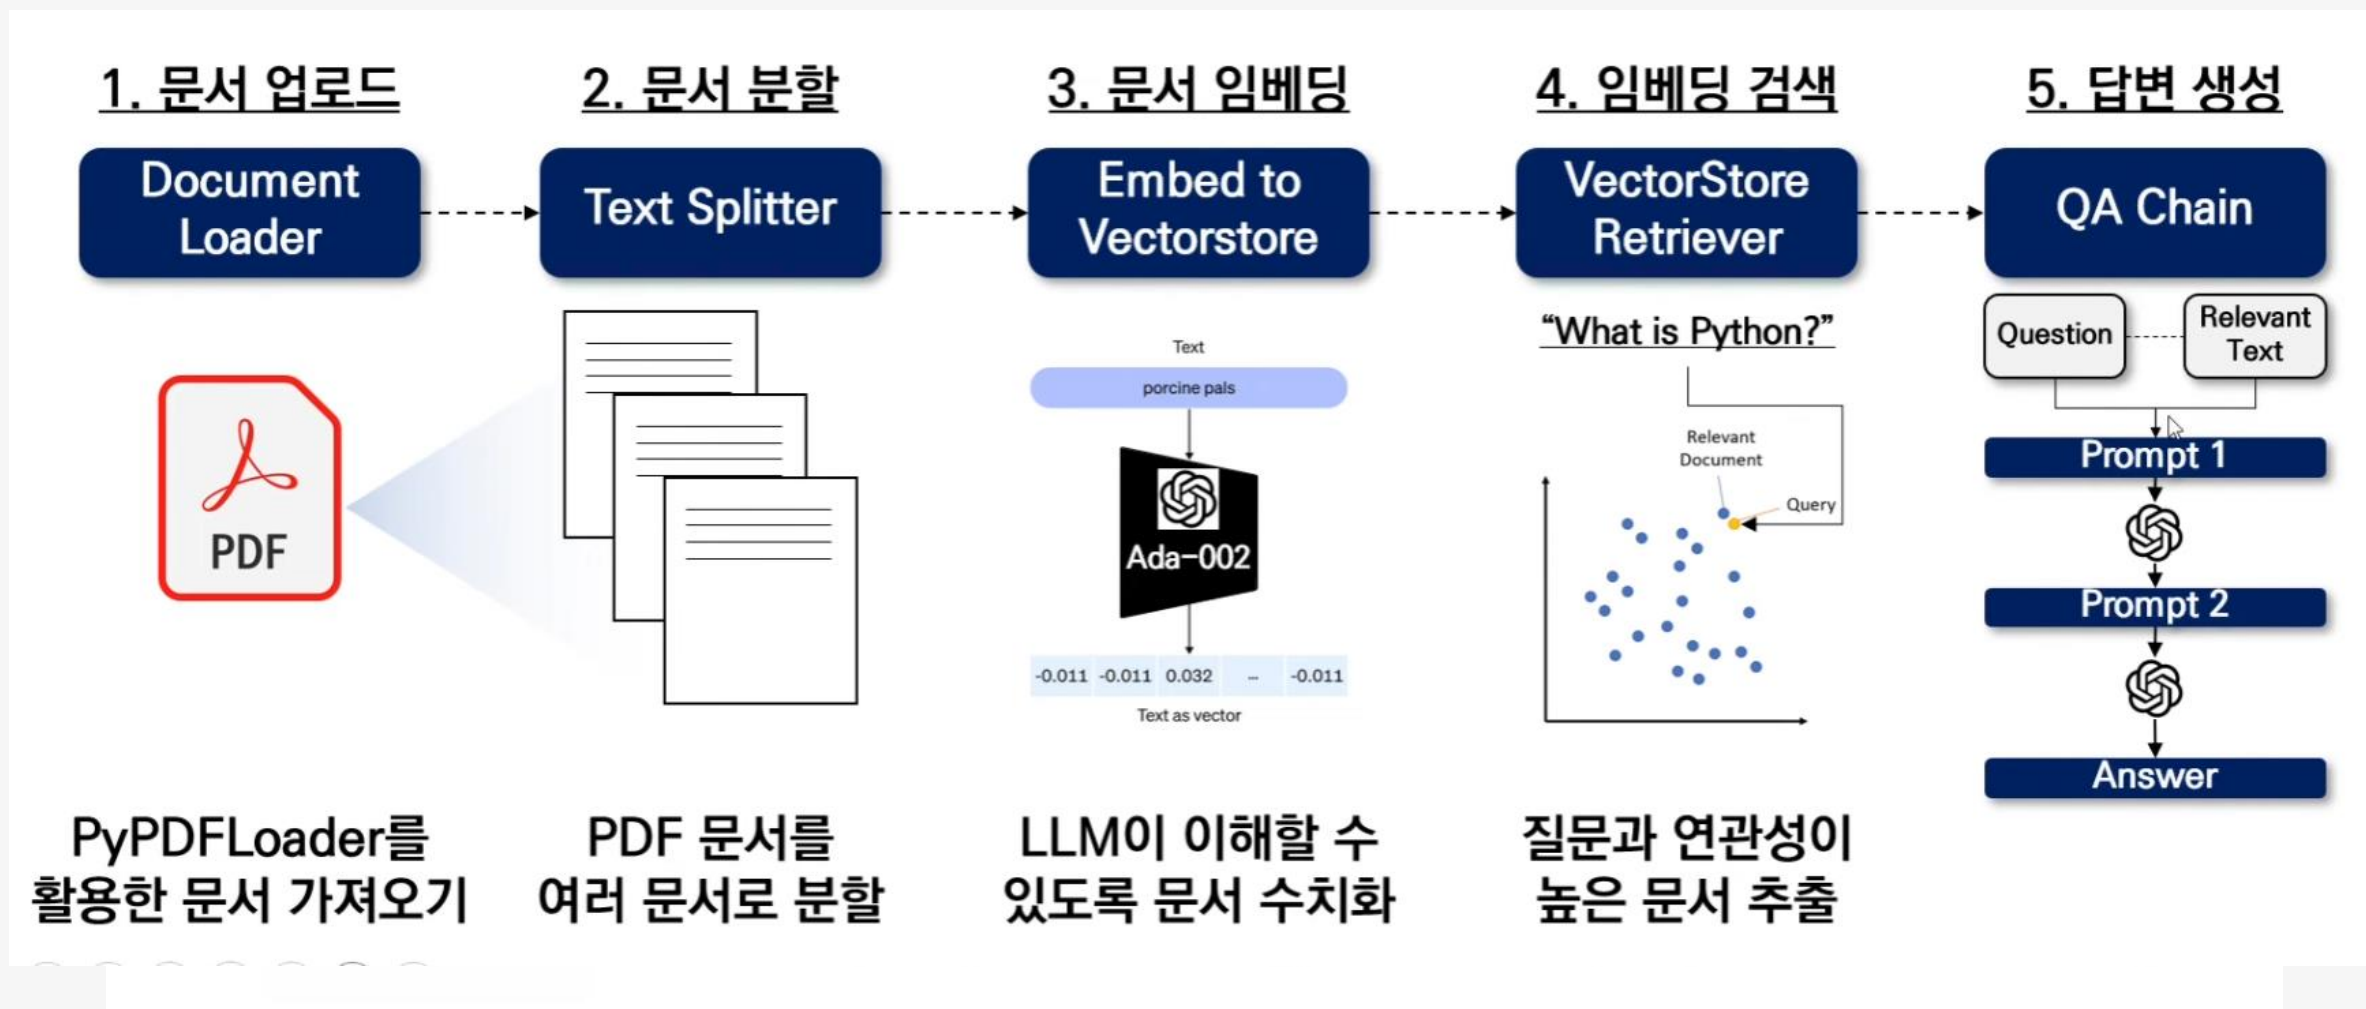 1. 문서 업로드
2. 문서 분할
3. 문서 임베딩
4. 임베딩 검색
5. 답변 생성
Document
Loader
Text Splitter
Embed to
Vectorstore
VectorStore
Retriever
QA Chain
PDF
Text
porcine pals
Ada-002
-0.011 -0.011 0.032 ... -0.011
Text as vector
“What is Python?”
Relevant
Document
Query
Question
Relevant
Text
Prompt 1
Prompt 2
Answer
PyPDFLoader를
활용한 문서 가져오기
PDF 문서를
여러 문서로 분할
LLM이 이해할 수
있도록 문서 수치화
질문과 연관성이
높은 문서 추출